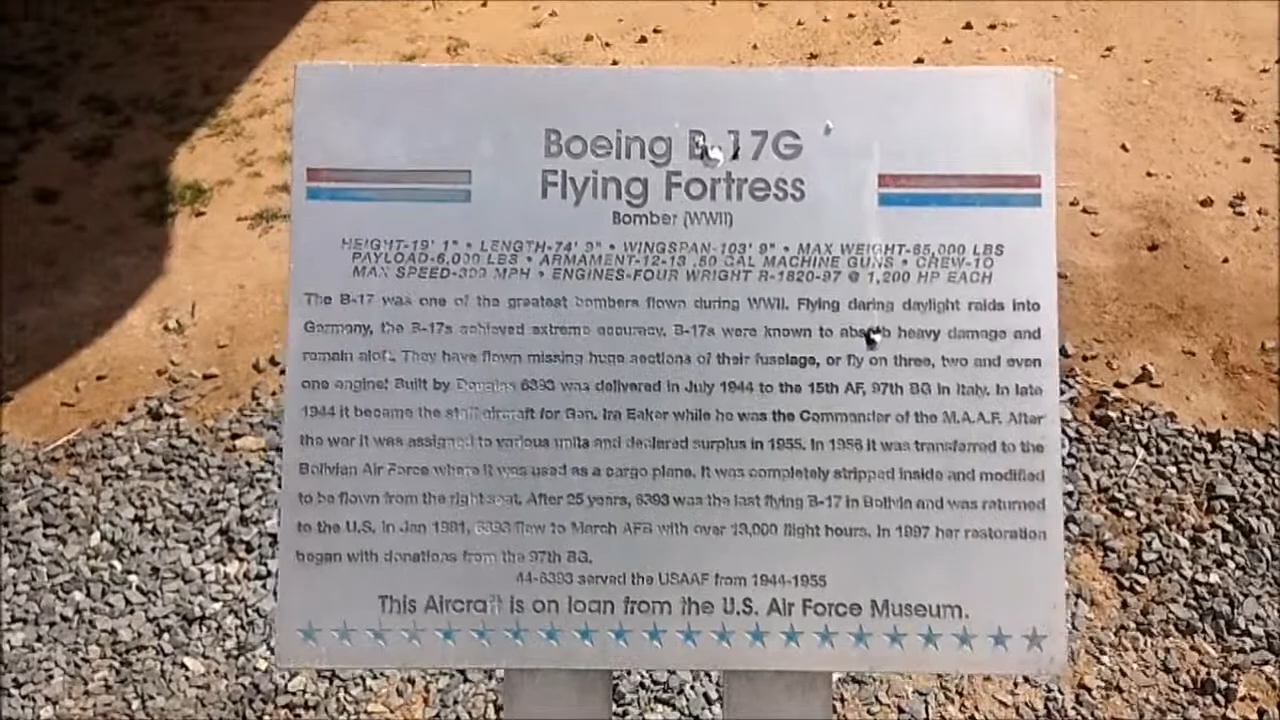 Boeing B-17G
Flying Fortress
Bomber (WWII)
HEIGHT-19' 1" • LENGTH-74' 9" • WINGSPAN-103' 9" • MAX WEIGHT-65,000 LBS
PAYLOAD-6,000 LBS • ARMAMENT-12-13 .50 CAL MACHINE GUNS • CREW-10
MAX SPEED-300 MPH • ENGINES-FOUR WRIGHT R-1820-97 @ 1,200 HP EACH
The B-17 was one of the greatest bombers flown during WWII. Flying daring daylight raids into
Germany, the B-17s achieved extreme accuracy. B-17s were known to absorb heavy damage and
remain aloft. They have flown missing huge sections of their fuselage, or fly on three, two and even
one engine! Built by Douglas 6393 was delivered in July 1944 to the 15th AF, 97th BG in Italy. In late
1944 it became the staff aircraft for Gen. Ira Eaker while he was the Commander of the M.A.A.F. After
the war it was assigned to various units and declared surplus in 1955. In 1956 it was transferred to the
Bolivian Air Force where it was used as a cargo plane. It was completely stripped inside and modified
to be flown from the right seat. After 25 years, 6393 was the last flying B-17 in Bolivia and was returned
to the U.S. in Jan 1981, 6393 flew to March AFB with over 13,000 flight hours. In 1997 her restoration
began with donations from the 97th BG.
44-6393 served the USAAF from 1944-1955
This Aircraft is on loan from the U.S. Air Force Museum.